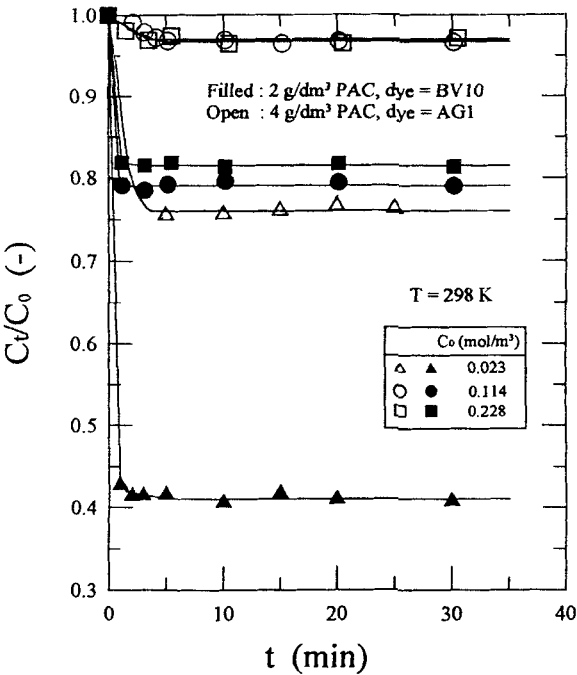 1.0
0.9
0.8
0.7
0.6
0.5
0.4
0.3
Ct/C₀ (-)
Filled : 2 g/dm³ PAC, dye = BV10
Open : 4 g/dm³ PAC, dye = AG1
T = 298 K
C₀ (mol/m³)
0.023
0.114
0.228
0 10 20 30 40
t (min)